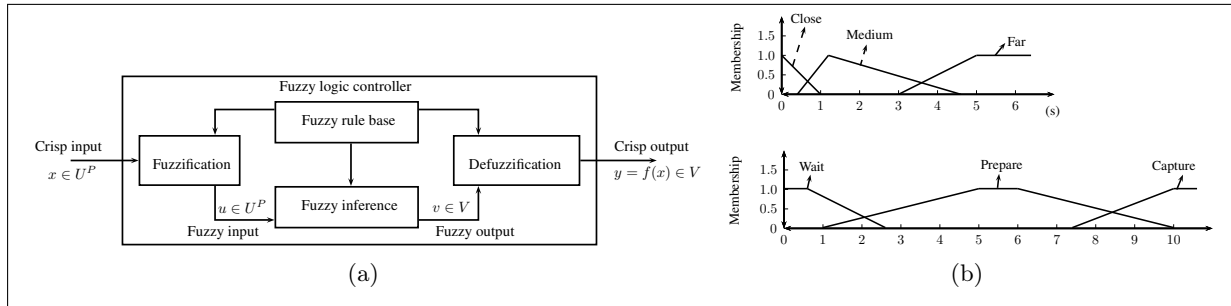 Fuzzy logic controller
Fuzzy rule base
Crisp input
x ∈ U^P
Fuzzification
Defuzzification
Crisp output
y = f(x) ∈ V
u ∈ U^P
Fuzzy inference
v ∈ V
Fuzzy input
Fuzzy output
(a)
Close
Medium
Far
Membership
1.5
1.0
0.5
0
0 1 2 3 4 5 6 (s)
Wait
Prepare
Capture
Membership
1.5
1.0
0.5
0
0 1 2 3 4 5 6 7 8 9 10
(b)